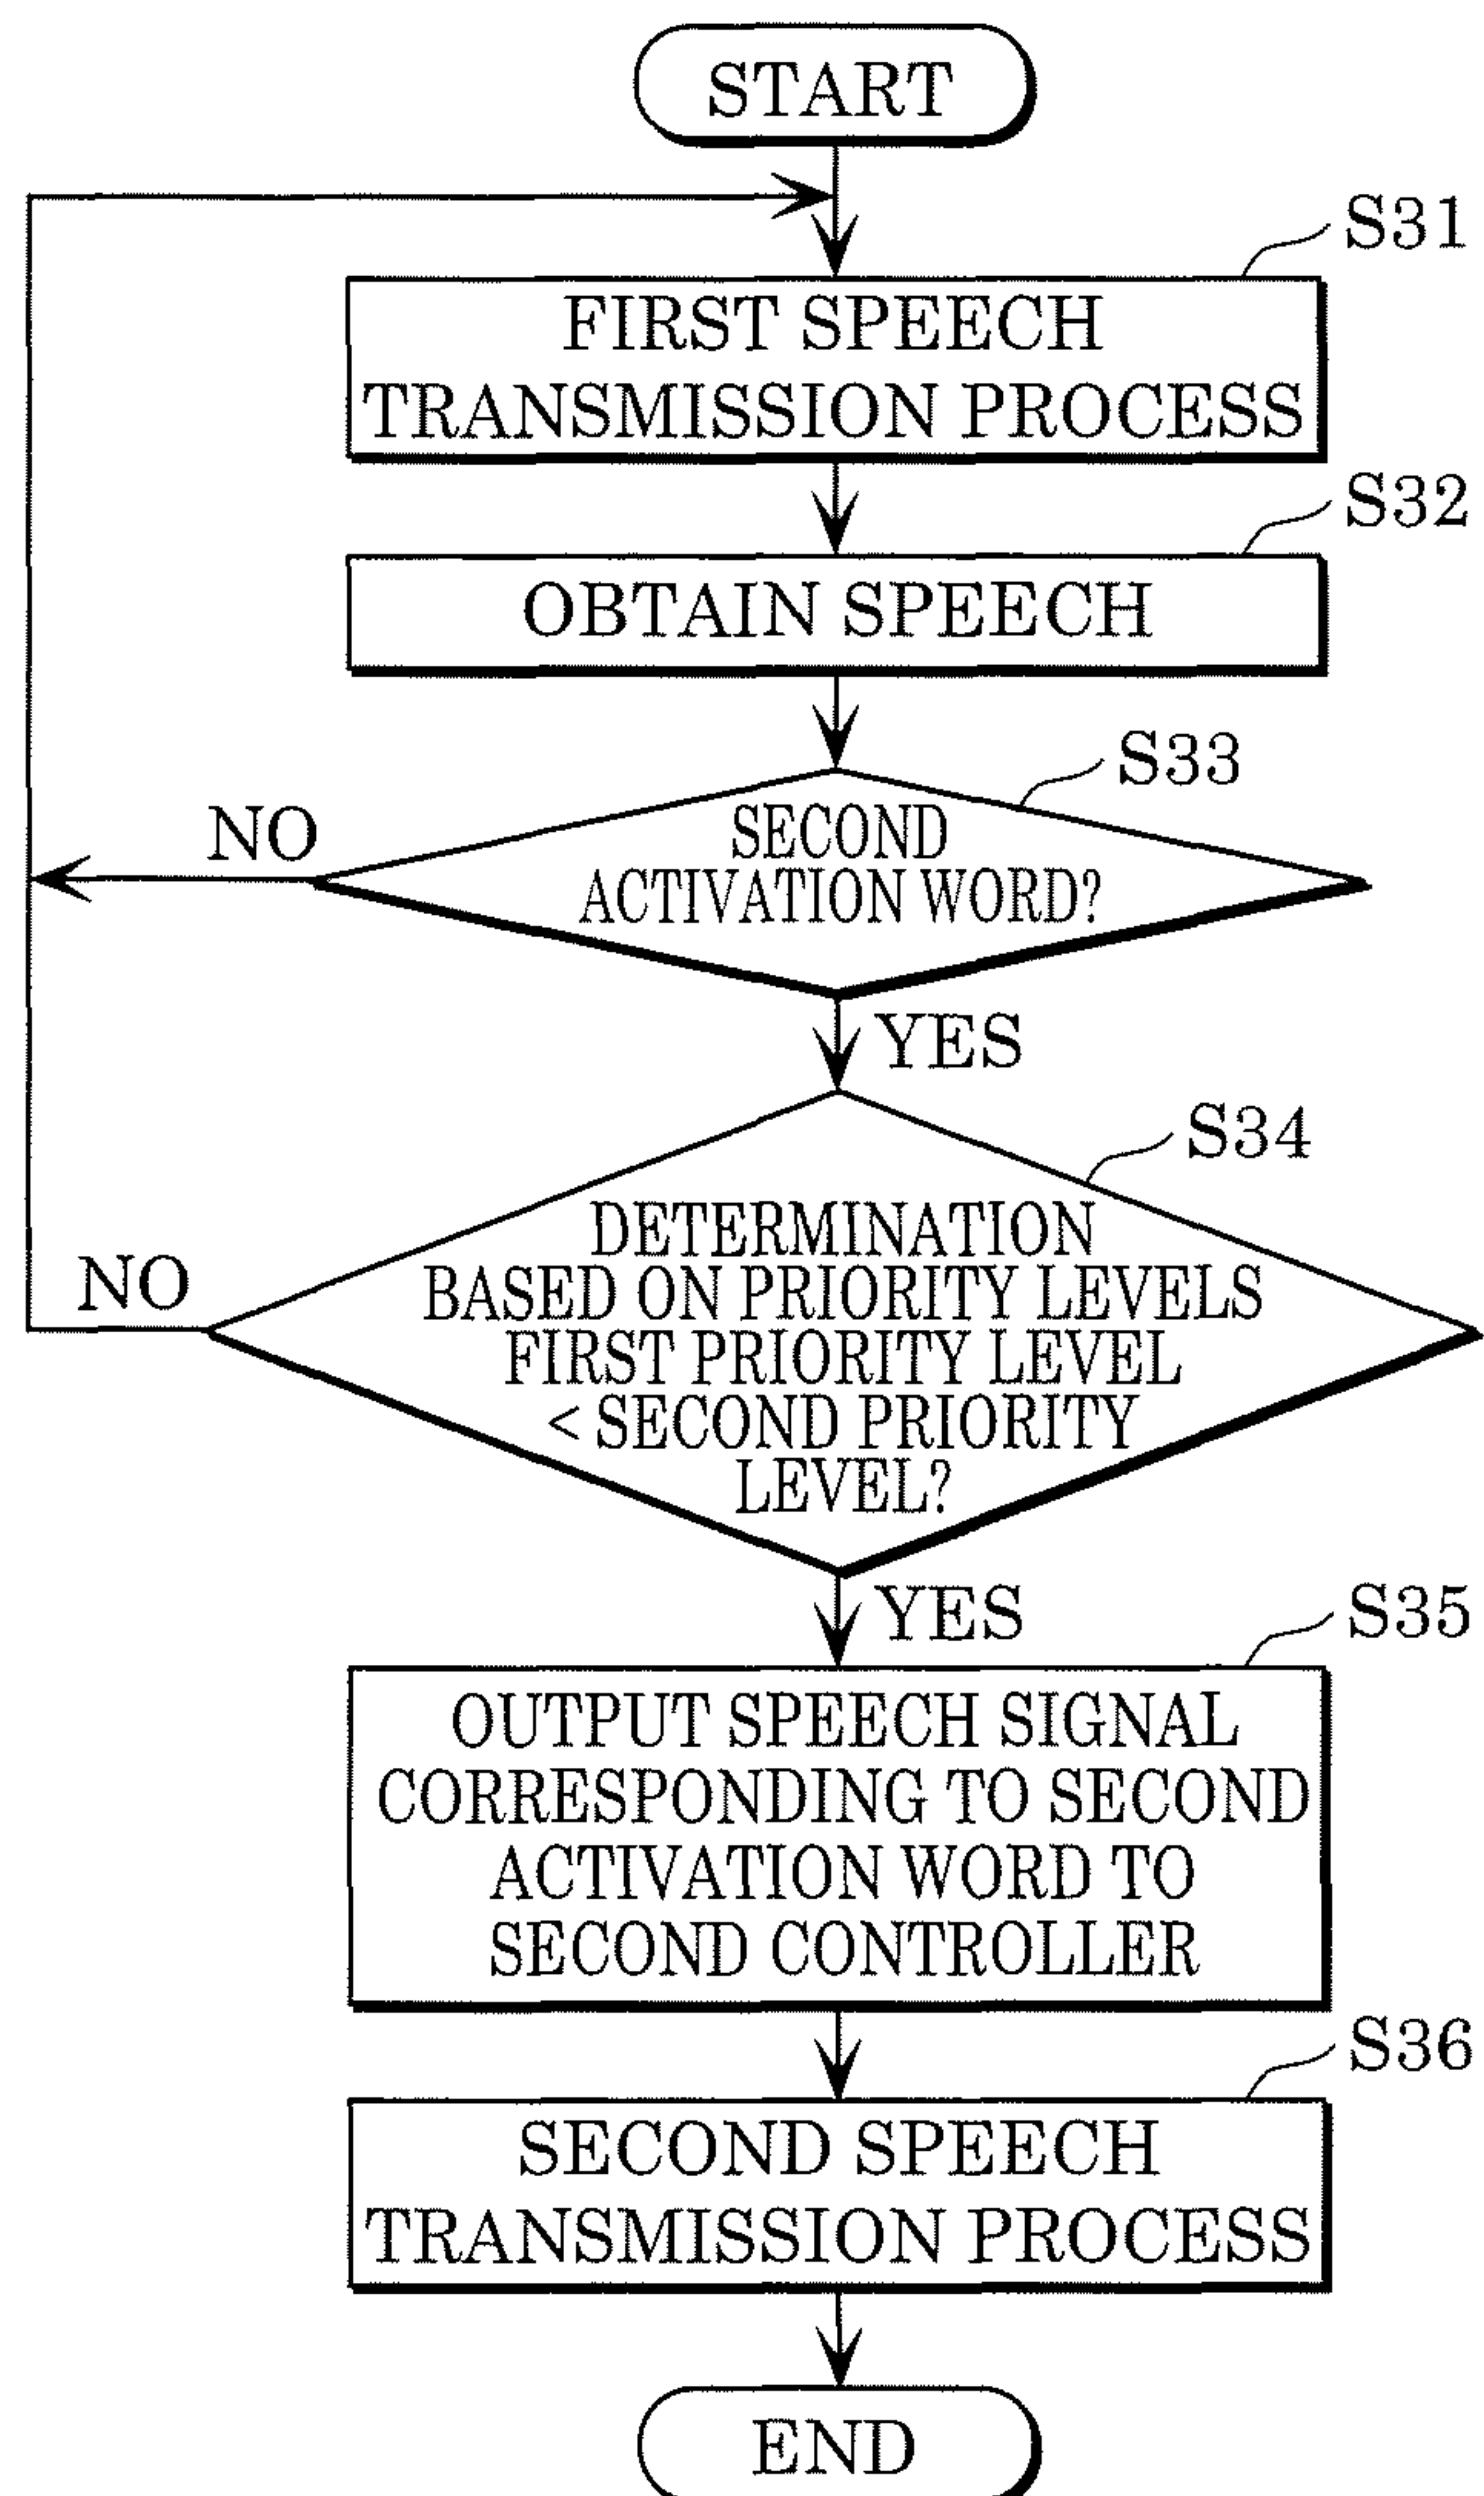 START
S31
FIRST SPEECH
TRANSMISSION PROCESS
S32
OBTAIN SPEECH
S33
NO
SECOND
ACTIVATION WORD?
YES
S34
NO
DETERMINATION
BASED ON PRIORITY LEVELS
FIRST PRIORITY LEVEL
< SECOND PRIORITY
LEVEL?
YES
S35
OUTPUT SPEECH SIGNAL
CORRESPONDING TO SECOND
ACTIVATION WORD TO
SECOND CONTROLLER
S36
SECOND SPEECH
TRANSMISSION PROCESS
END